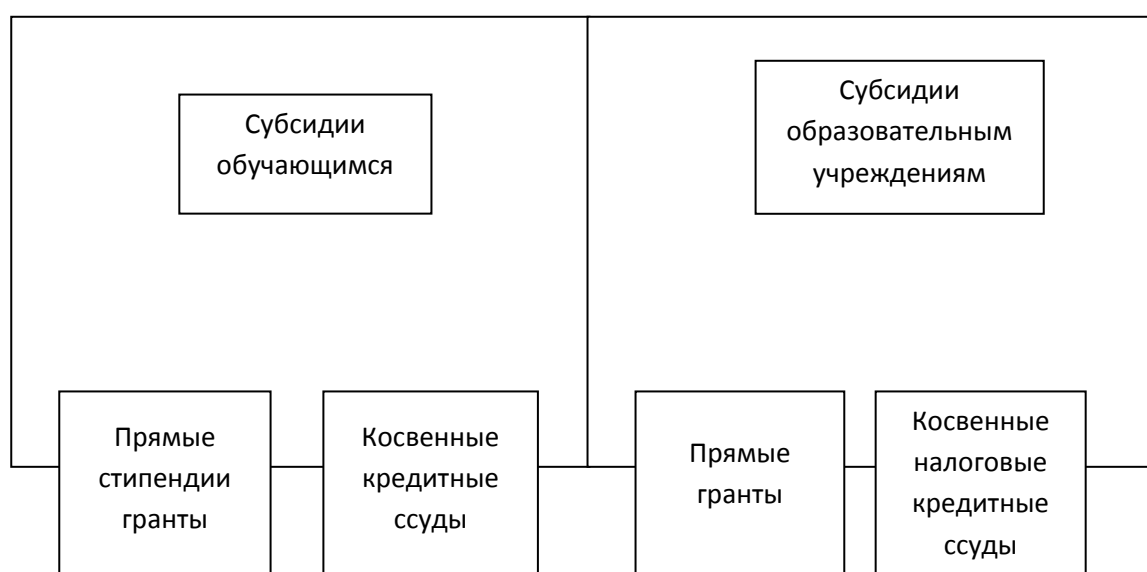 Субсидии
обучающимся
Субсидии
образовательным
учреждениям
Прямые
стипендии
гранты
Косвенные
кредитные
ссуды
Прямые
гранты
Косвенные
налоговые
кредитные
ссуды